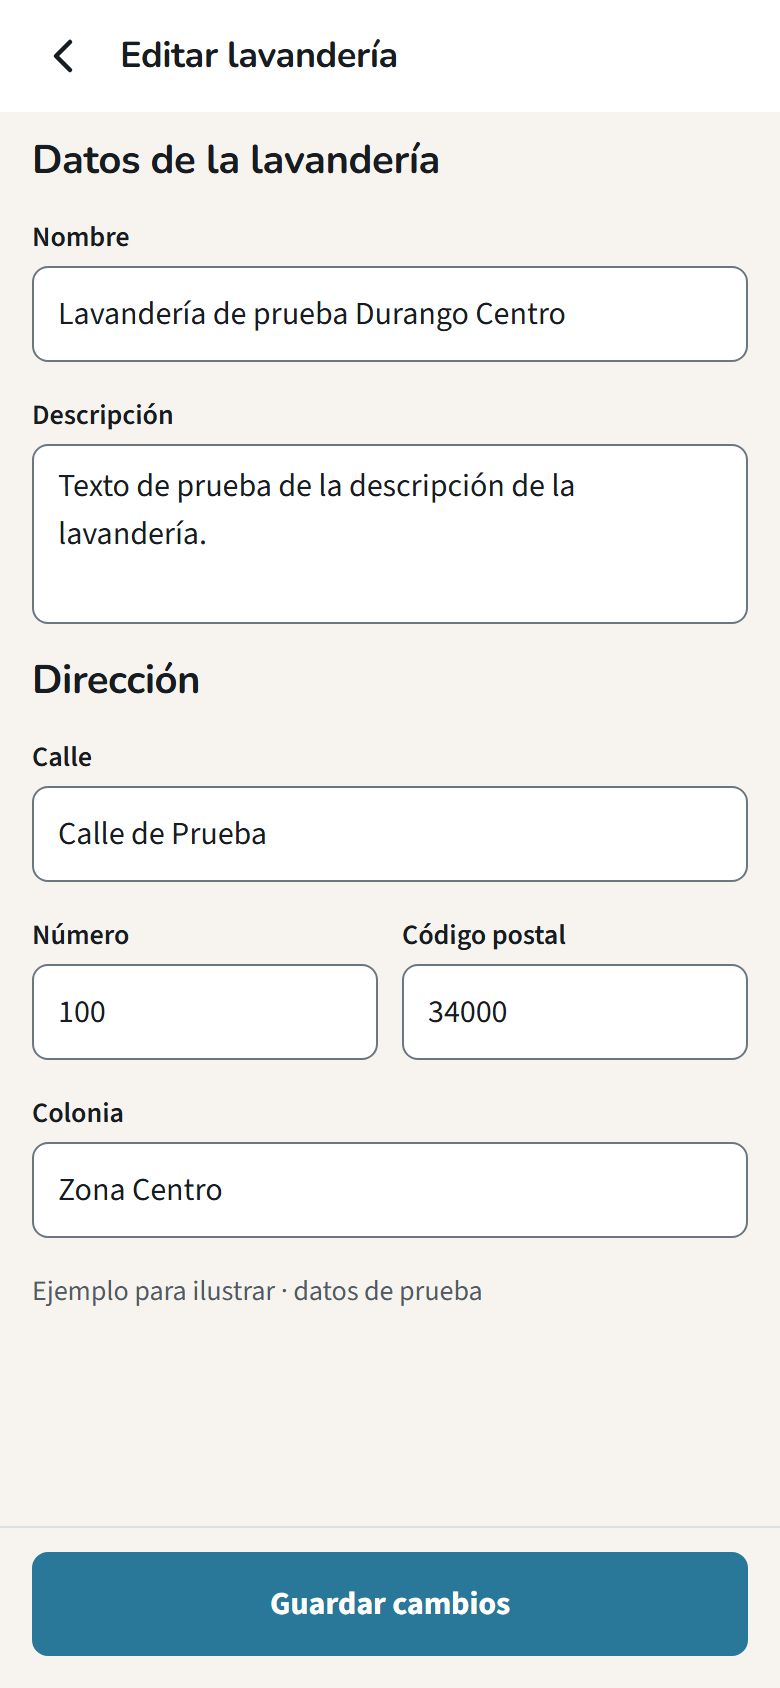 Editar lavandería
Datos de la lavandería
Nombre
Lavandería de prueba Durango Centro
Descripción
Texto de prueba de la descripción de la
lavandería.
Dirección
Calle
Calle de Prueba
Número
Código postal
100
34000
Colonia
Zona Centro
Ejemplo para ilustrar · datos de prueba
Guardar cambios